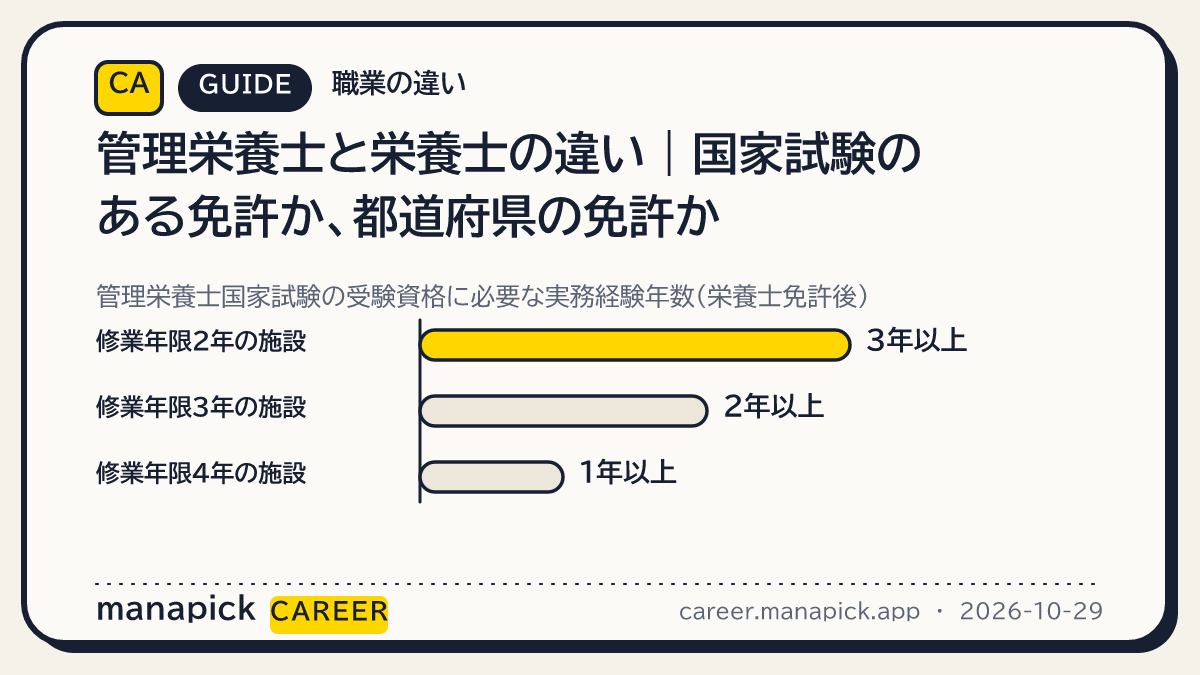 CA GUIDE 職業の違い
管理栄養士と栄養士の違い｜国家試験の
ある免許か、都道府県の免許か
管理栄養士国家試験の受験資格に必要な実務経験年数（栄養士免許後）
修業年限2年の施設 3年以上
修業年限3年の施設 2年以上
修業年限4年の施設 1年以上
manapick CAREER career.manapick.app ・ 2026-10-29